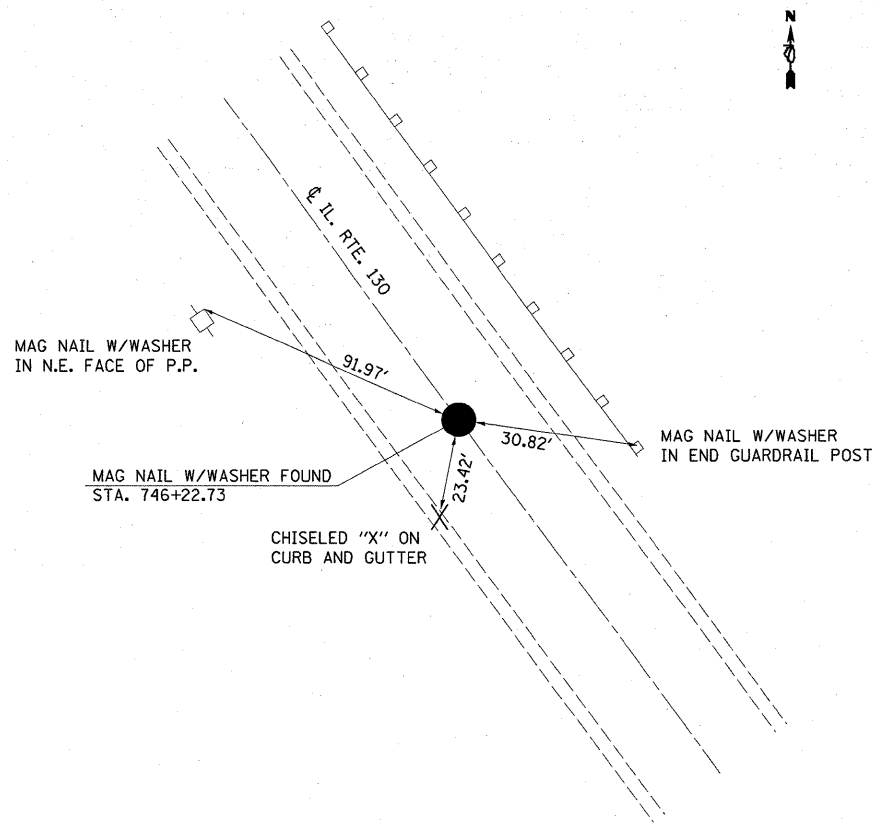 N
℄ IL. RTE. 130
MAG NAIL W/WASHER
IN N.E. FACE OF P.P.
91.97'
30.82'
MAG NAIL W/WASHER
IN END GUARDRAIL POST
MAG NAIL W/WASHER FOUND
STA. 746+22.73
23.42'
CHISELED "X" ON
CURB AND GUTTER